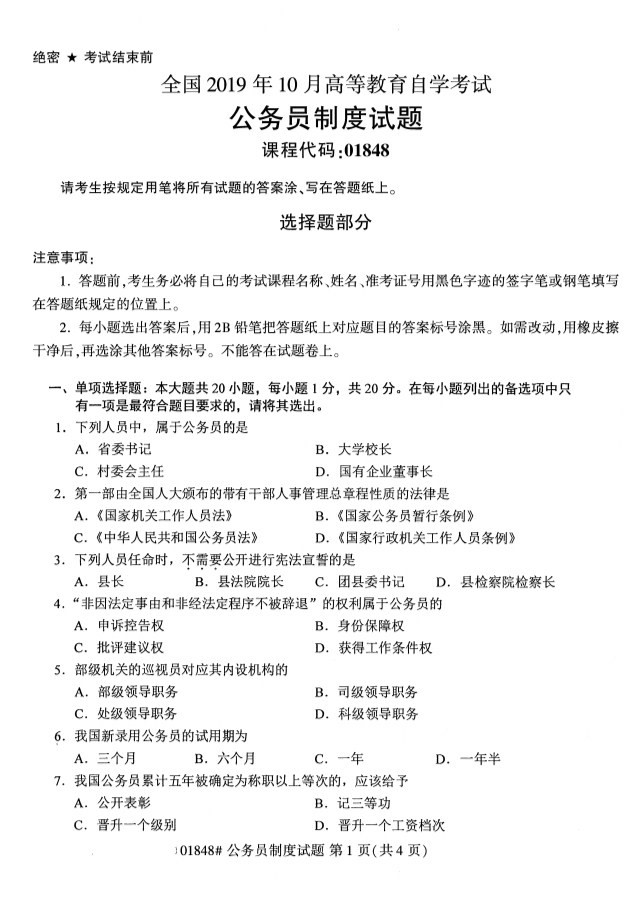 绝密 ★ 考试结束前
全国 2019 年 10 月高等教育自学考试
公务员制度试题
课程代码:01848
请考生按规定用笔将所有试题的答案涂、写在答题纸上。
选择题部分
注意事项:
1. 答题前,考生务必将自己的考试课程名称、姓名、准考证号用黑色字迹的签字笔或钢笔填写
在答题纸规定的位置上。
2. 每小题选出答案后,用 2B 铅笔把答题纸上对应题目的答案标号涂黑。如需改动,用橡皮擦
干净后,再选涂其他答案标号。不能答在试题卷上。
一、单项选择题：本大题共 20 小题，每小题 1 分，共 20 分。在每小题列出的备选项中只
有一项是最符合题目要求的，请将其选出。
1. 下列人员中，属于公务员的是
A. 省委书记 B. 大学校长
C. 村委会主任 D. 国有企业董事长
2. 第一部由全国人大颁布的带有干部人事管理总章程性质的法律是
A.《国家机关工作人员法》 B.《国家公务员暂行条例》
C.《中华人民共和国公务员法》 D.《国家行政机关工作人员条例》
3. 下列人员任命时，不需要公开进行宪法宣誓的是
A. 县长 B. 县法院院长 C. 团县委书记 D. 县检察院检察长
4. “非因法定事由和非经法定程序不被辞退”的权利属于公务员的
A. 申诉控告权 B. 身份保障权
C. 批评建议权 D. 获得工作条件权
5. 部级机关的巡视员对应其内设机构的
A. 部级领导职务 B. 司级领导职务
C. 处级领导职务 D. 科级领导职务
6. 我国新录用公务员的试用期为
A. 三个月 B. 六个月 C. 一年 D. 一年半
7. 我国公务员累计五年被确定为称职以上等次的，应该给予
A. 公开表彰 B. 记三等功
C. 晋升一个级别 D. 晋升一个工资档次
01848# 公务员制度试题 第 1 页(共 4 页)